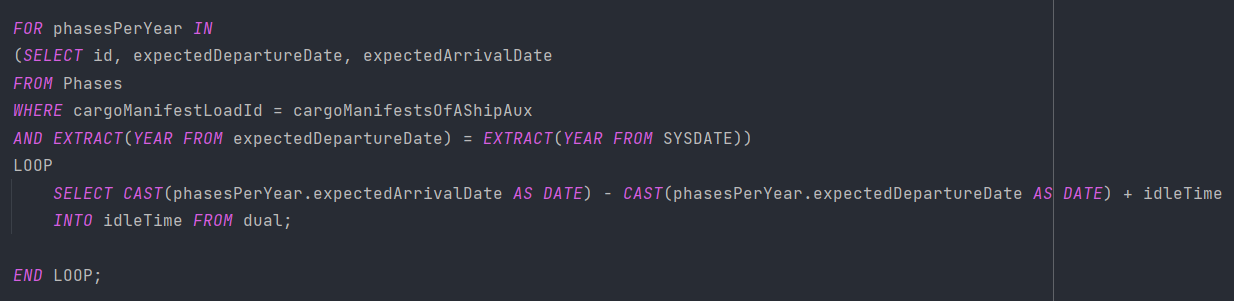 FOR phasesPerYear IN
(SELECT id, expectedDepartureDate, expectedArrivalDate
FROM Phases
WHERE cargoManifestLoadId = cargoManifestsOfAShipAux
AND EXTRACT(YEAR FROM expectedDepartureDate) = EXTRACT(YEAR FROM SYSDATE))
LOOP
    SELECT CAST(phasesPerYear.expectedArrivalDate AS DATE) - CAST(phasesPerYear.expectedDepartureDate AS DATE) + idleTime
    INTO idleTime FROM dual;

END LOOP;